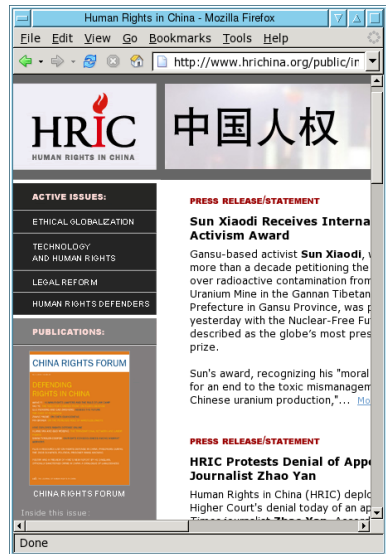 Human Rights in China - Mozilla Firefox
File Edit View Go Bookmarks Tools Help
http://www.hrichina.org/public/in
HRIC
HUMAN RIGHTS IN CHINA
中国人权
ACTIVE ISSUES:
ETHICAL GLOBALIZATION
TECHNOLOGY
AND HUMAN RIGHTS
LEGAL REFORM
HUMAN RIGHTS DEFENDERS
PUBLICATIONS:
CHINA RIGHTS FORUM
DEFENDING
RIGHTS IN CHINA
CHINA RIGHTS FORUM
Inside this issue:
PRESS RELEASE/STATEMENT
Sun Xiaodi Receives Interna
Activism Award
Gansu-based activist Sun Xiaodi,
more than a decade petitioning the
over radioactive contamination from
Uranium Mine in the Gannan Tibetan
Prefecture in Gansu Province, was p
yesterday with the Nuclear-Free Fu
described as the globe's most pres
prize.
Sun's award, recognizing his "moral
for an end to the toxic mismanagem
Chinese uranium production,"... Mo
PRESS RELEASE/STATEMENT
HRIC Protests Denial of Appe
Journalist Zhao Yan
Human Rights in China (HRIC) deplo
Higher Court's denial today of an ap
Done